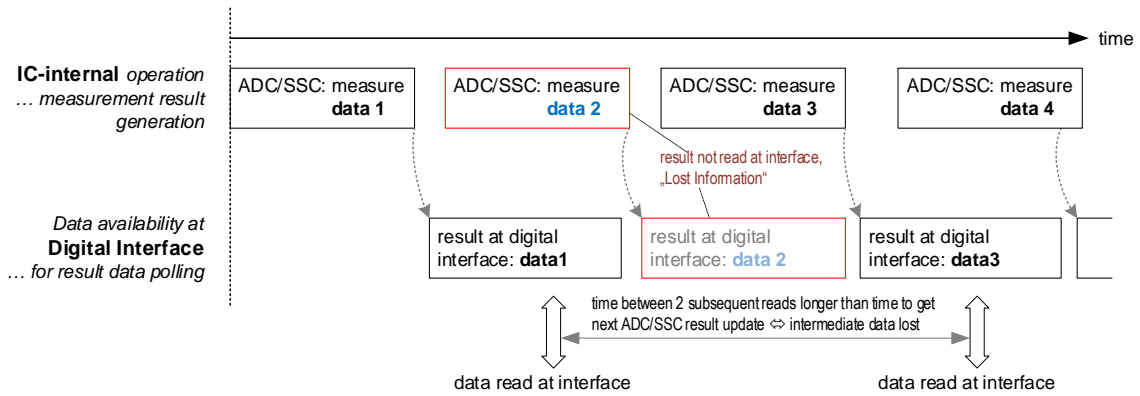 time
IC-internal operation
… measurement result
generation
ADC/SSC: measure
data 1
ADC/SSC: measure
data 2
ADC/SSC: measure
data 3
ADC/SSC: measure
data 4
result not read at interface,
„Lost Information“
Data availability at
Digital Interface
… for result data polling
result at digital
interface: data1
result at digital
interface: data 2
result at digital
interface: data3
time between 2 subsequent reads longer than time to get
next ADC/SSC result update ⬄ intermediate data lost
data read at interface
data read at interface